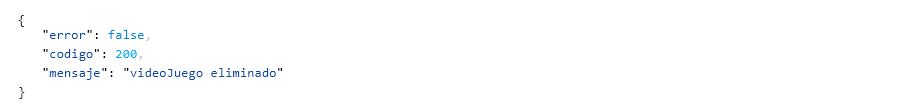 {
"error": false,
"codigo": 200,
"mensaje": "videoJuego eliminado"
}